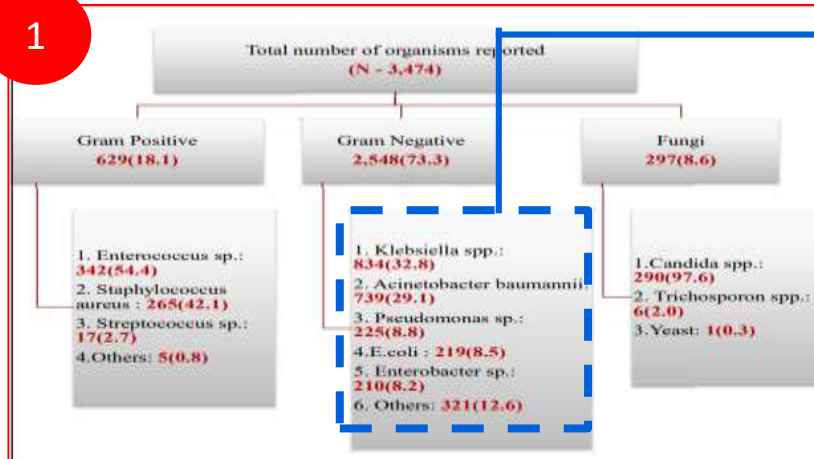 1
Total number of organisms reported
(N - 3,474)
Gram Positive
629(18.1)
Gram Negative
2,548(73.3)
Fungi
297(8.6)
1. Enterococcus sp.:
342(54.4)
2. Staphylococcus
aureus : 265(42.1)
3. Streptococcus sp.:
17(2.7)
4.Others: 5(0.8)
1. Klebsiella spp.:
834(32.8)
2. Acinetobacter baumannii:
739(29.1)
3. Pseudomonas sp.:
225(8.8)
4.E.coli : 219(8.5)
5. Enterobacter sp.:
210(8.2)
6. Others: 321(12.6)
1.Candida spp.:
290(97.6)
2. Trichosporon spp.:
6(2.0)
3.Yeast: 1(0.3)